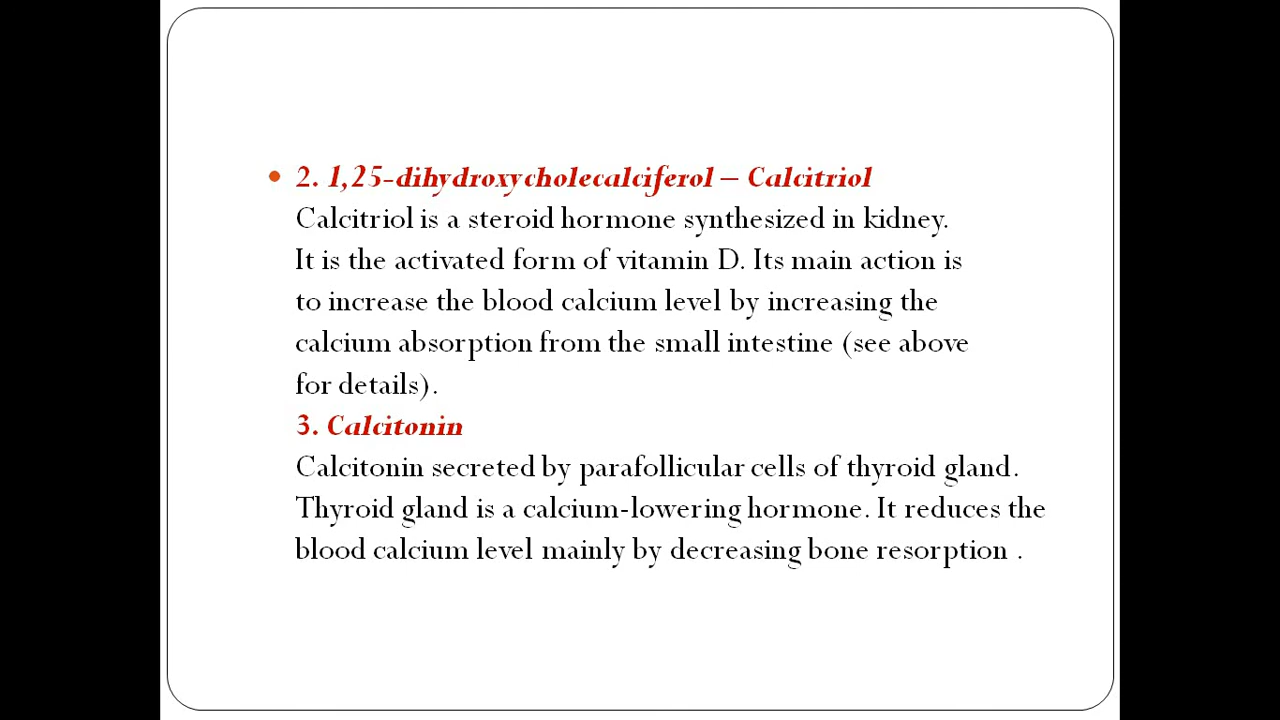 • 2. 1,25-dihydroxycholecalciferol – Calcitriol
Calcitriol is a steroid hormone synthesized in kidney.
It is the activated form of vitamin D. Its main action is
to increase the blood calcium level by increasing the
calcium absorption from the small intestine (see above
for details).
3. Calcitonin
Calcitonin secreted by parafollicular cells of thyroid gland.
Thyroid gland is a calcium-lowering hormone. It reduces the
blood calcium level mainly by decreasing bone resorption .